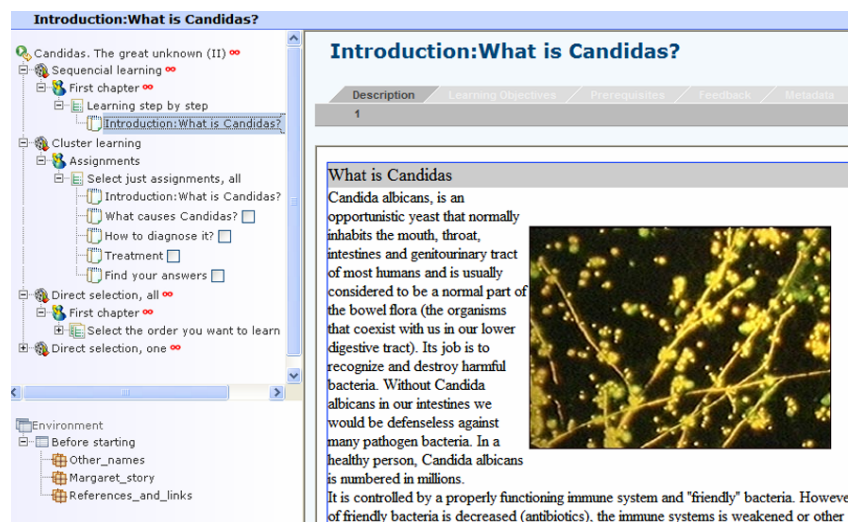 Introduction:What is Candidas?
Candidas. The great unknown (II)
Sequencial learning
First chapter
Learning step by step
Introduction:What is Candidas?
Cluster learning
Assignments
Select just assignments, all
Introduction:What is Candidas?
What causes Candidas?
How to diagnose it?
Treatment
Find your answers
Direct selection, all
First chapter
Select the order you want to learn
Direct selection, one
Environment
Before starting
Other_names
Margaret_story
References_and_links
Introduction:What is Candidas?
Description Learning Objectives Prerequisites Feedback Metadata
1
What is Candidas
Candida albicans, is an
opportunistic yeast that normally
inhabits the mouth, throat,
intestines and genitourinary tract
of most humans and is usually
considered to be a normal part of
the bowel flora (the organisms
that coexist with us in our lower
digestive tract). Its job is to
recognize and destroy harmful
bacteria. Without Candida
albicans in our intestines we
would be defenseless against
many pathogen bacteria. In a
healthy person, Candida albicans
is numbered in millions.
It is controlled by a properly functioning immune system and "friendly" bacteria. Howeve
of friendly bacteria is decreased (antibiotics), the immune systems is weakened or other